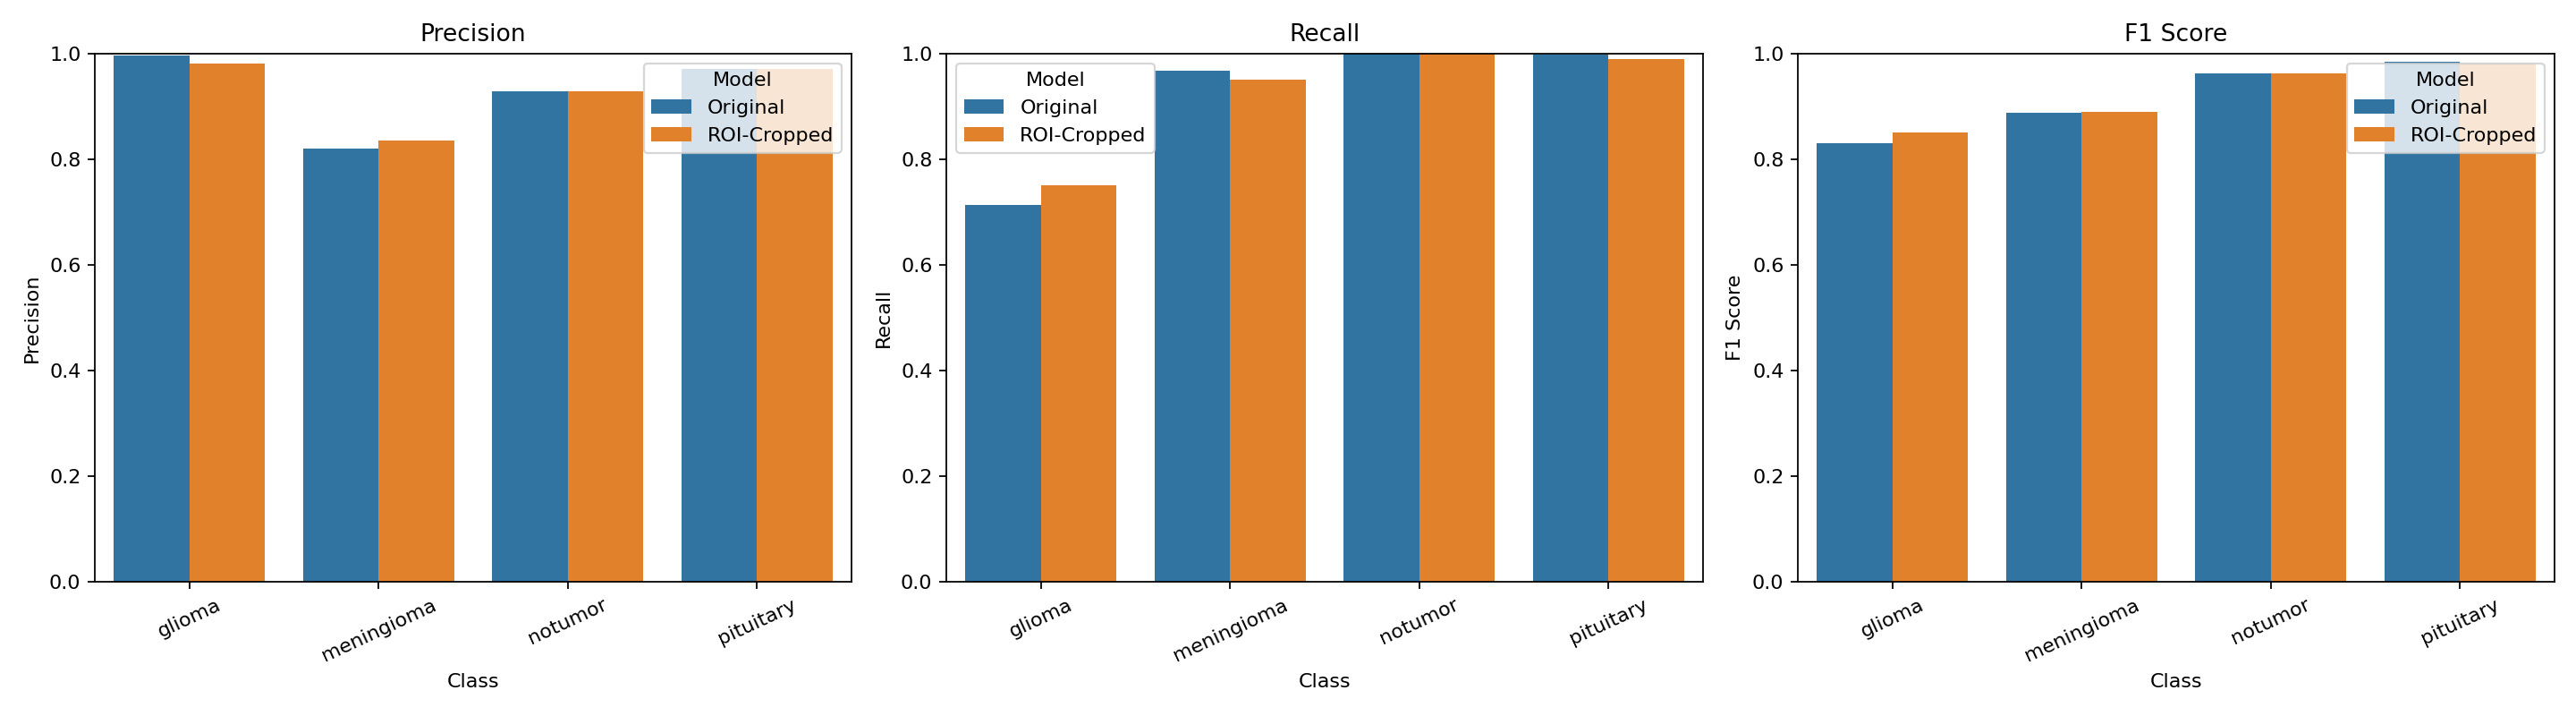 Precision
Precision
1.0
0.8
0.6
0.4
0.2
0.0
Model
Original
ROI-Cropped
glioma
meningioma
notumor
pituitary
Class
Recall
Recall
1.0
0.8
0.6
0.4
0.2
0.0
Model
Original
ROI-Cropped
glioma
meningioma
notumor
pituitary
Class
F1 Score
F1 Score
1.0
0.8
0.6
0.4
0.2
0.0
Model
Original
ROI-Cropped
glioma
meningioma
notumor
pituitary
Class